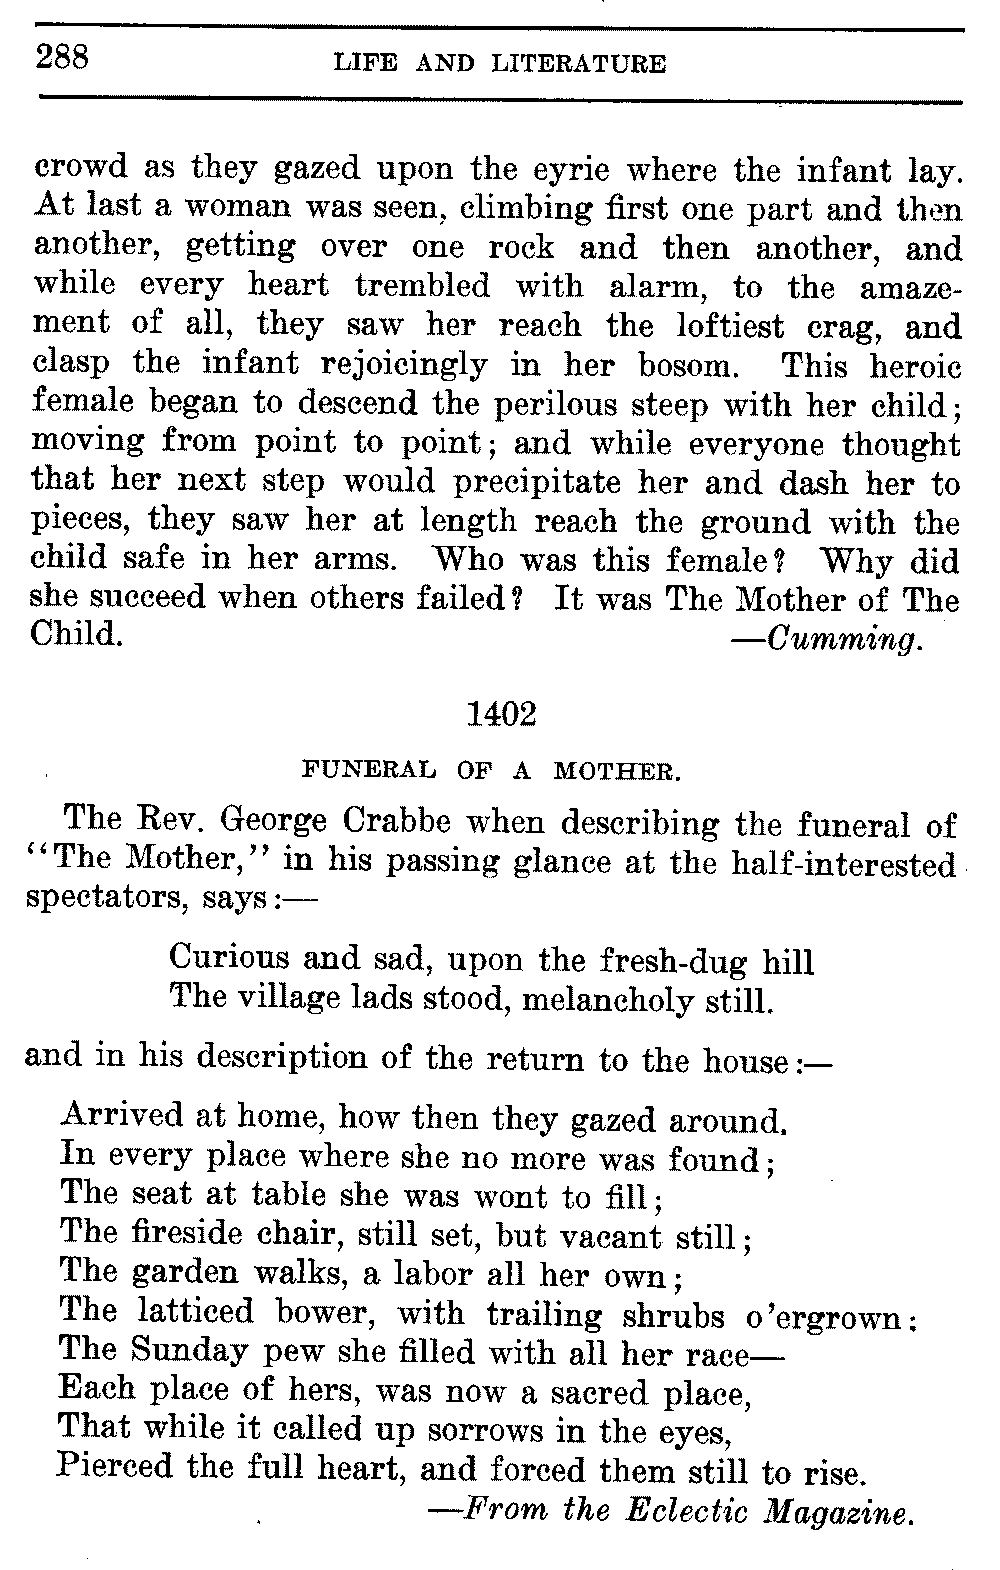 288 LIFE AND LITERATURE
crowd as they gazed upon the eyrie where the infant lay.
At last a woman was seen, climbing first one part and then
another, getting over one rock and then another, and
while every heart trembled with alarm, to the amaze-
ment of all, they saw her reach the loftiest crag, and
clasp the infant rejoicingly in her bosom. This heroic
female began to descend the perilous steep with her child;
moving from point to point; and while everyone thought
that her next step would precipitate her and dash her to
pieces, they saw her at length reach the ground with the
child safe in her arms. Who was this female? Why did
she succeed when others failed? It was The Mother of The
Child. —Cumming.
1402
FUNERAL OF A MOTHER.
The Rev. George Crabbe when describing the funeral of
"The Mother," in his passing glance at the half-interested
spectators, says:—
Curious and sad, upon the fresh-dug hill
The village lads stood, melancholy still.
and in his description of the return to the house:—
Arrived at home, how then they gazed around.
In every place where she no more was found;
The seat at table she was wont to fill;
The fireside chair, still set, but vacant still;
The garden walks, a labor all her own;
The latticed bower, with trailing shrubs o'ergrown:
The Sunday pew she filled with all her race—
Each place of hers, was now a sacred place,
That while it called up sorrows in the eyes,
Pierced the full heart, and forced them still to rise.
—From the Eclectic Magazine.